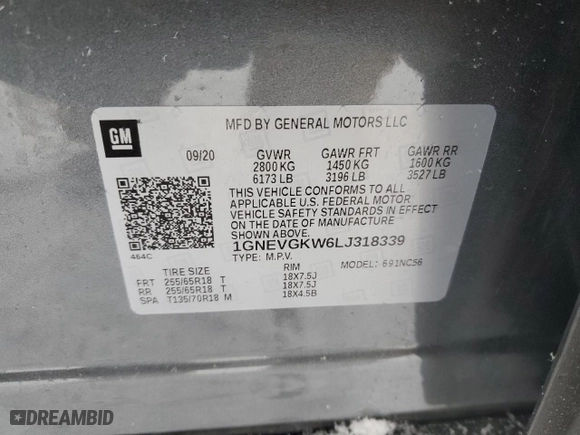 GM
MFD BY GENERAL MOTORS LLC
09/20 GVWR GAWR FRT GAWR RR
2800 KG 1450 KG 1600 KG
6173 LB 3196 LB 3527 LB
THIS VEHICLE CONFORMS TO ALL
APPLICABLE U.S. FEDERAL MOTOR
VEHICLE SAFETY STANDARDS IN EFFECT
ON THE DATE OF MANUFACTURE
SHOWN ABOVE.
464C
1GNEVGKW6LJ318339
TYPE: M.P.V. MODEL: 691NC56
TIRE SIZE RIM
FRT 255/65R18 T 18X7.5J
RR 255/65R18 T 18X7.5J
SPA T135/70R18 M 18X4.5B
DREAMBID